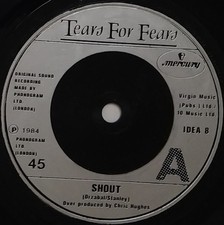 Tears For Fears
mercury
ORIGINAL SOUND
RECORDING
MADE BY
PHONOGRAM
LTD.
(LONDON)
Virgin Music
(Pubs) Ltd/
10 Music Ltd
℗ 1984
PHONOGRAM
LTD.
(LONDON)
IDEA 8
45
A
SHOUT
(Orzabal/Stanley)
Over produced by Chris Hughes